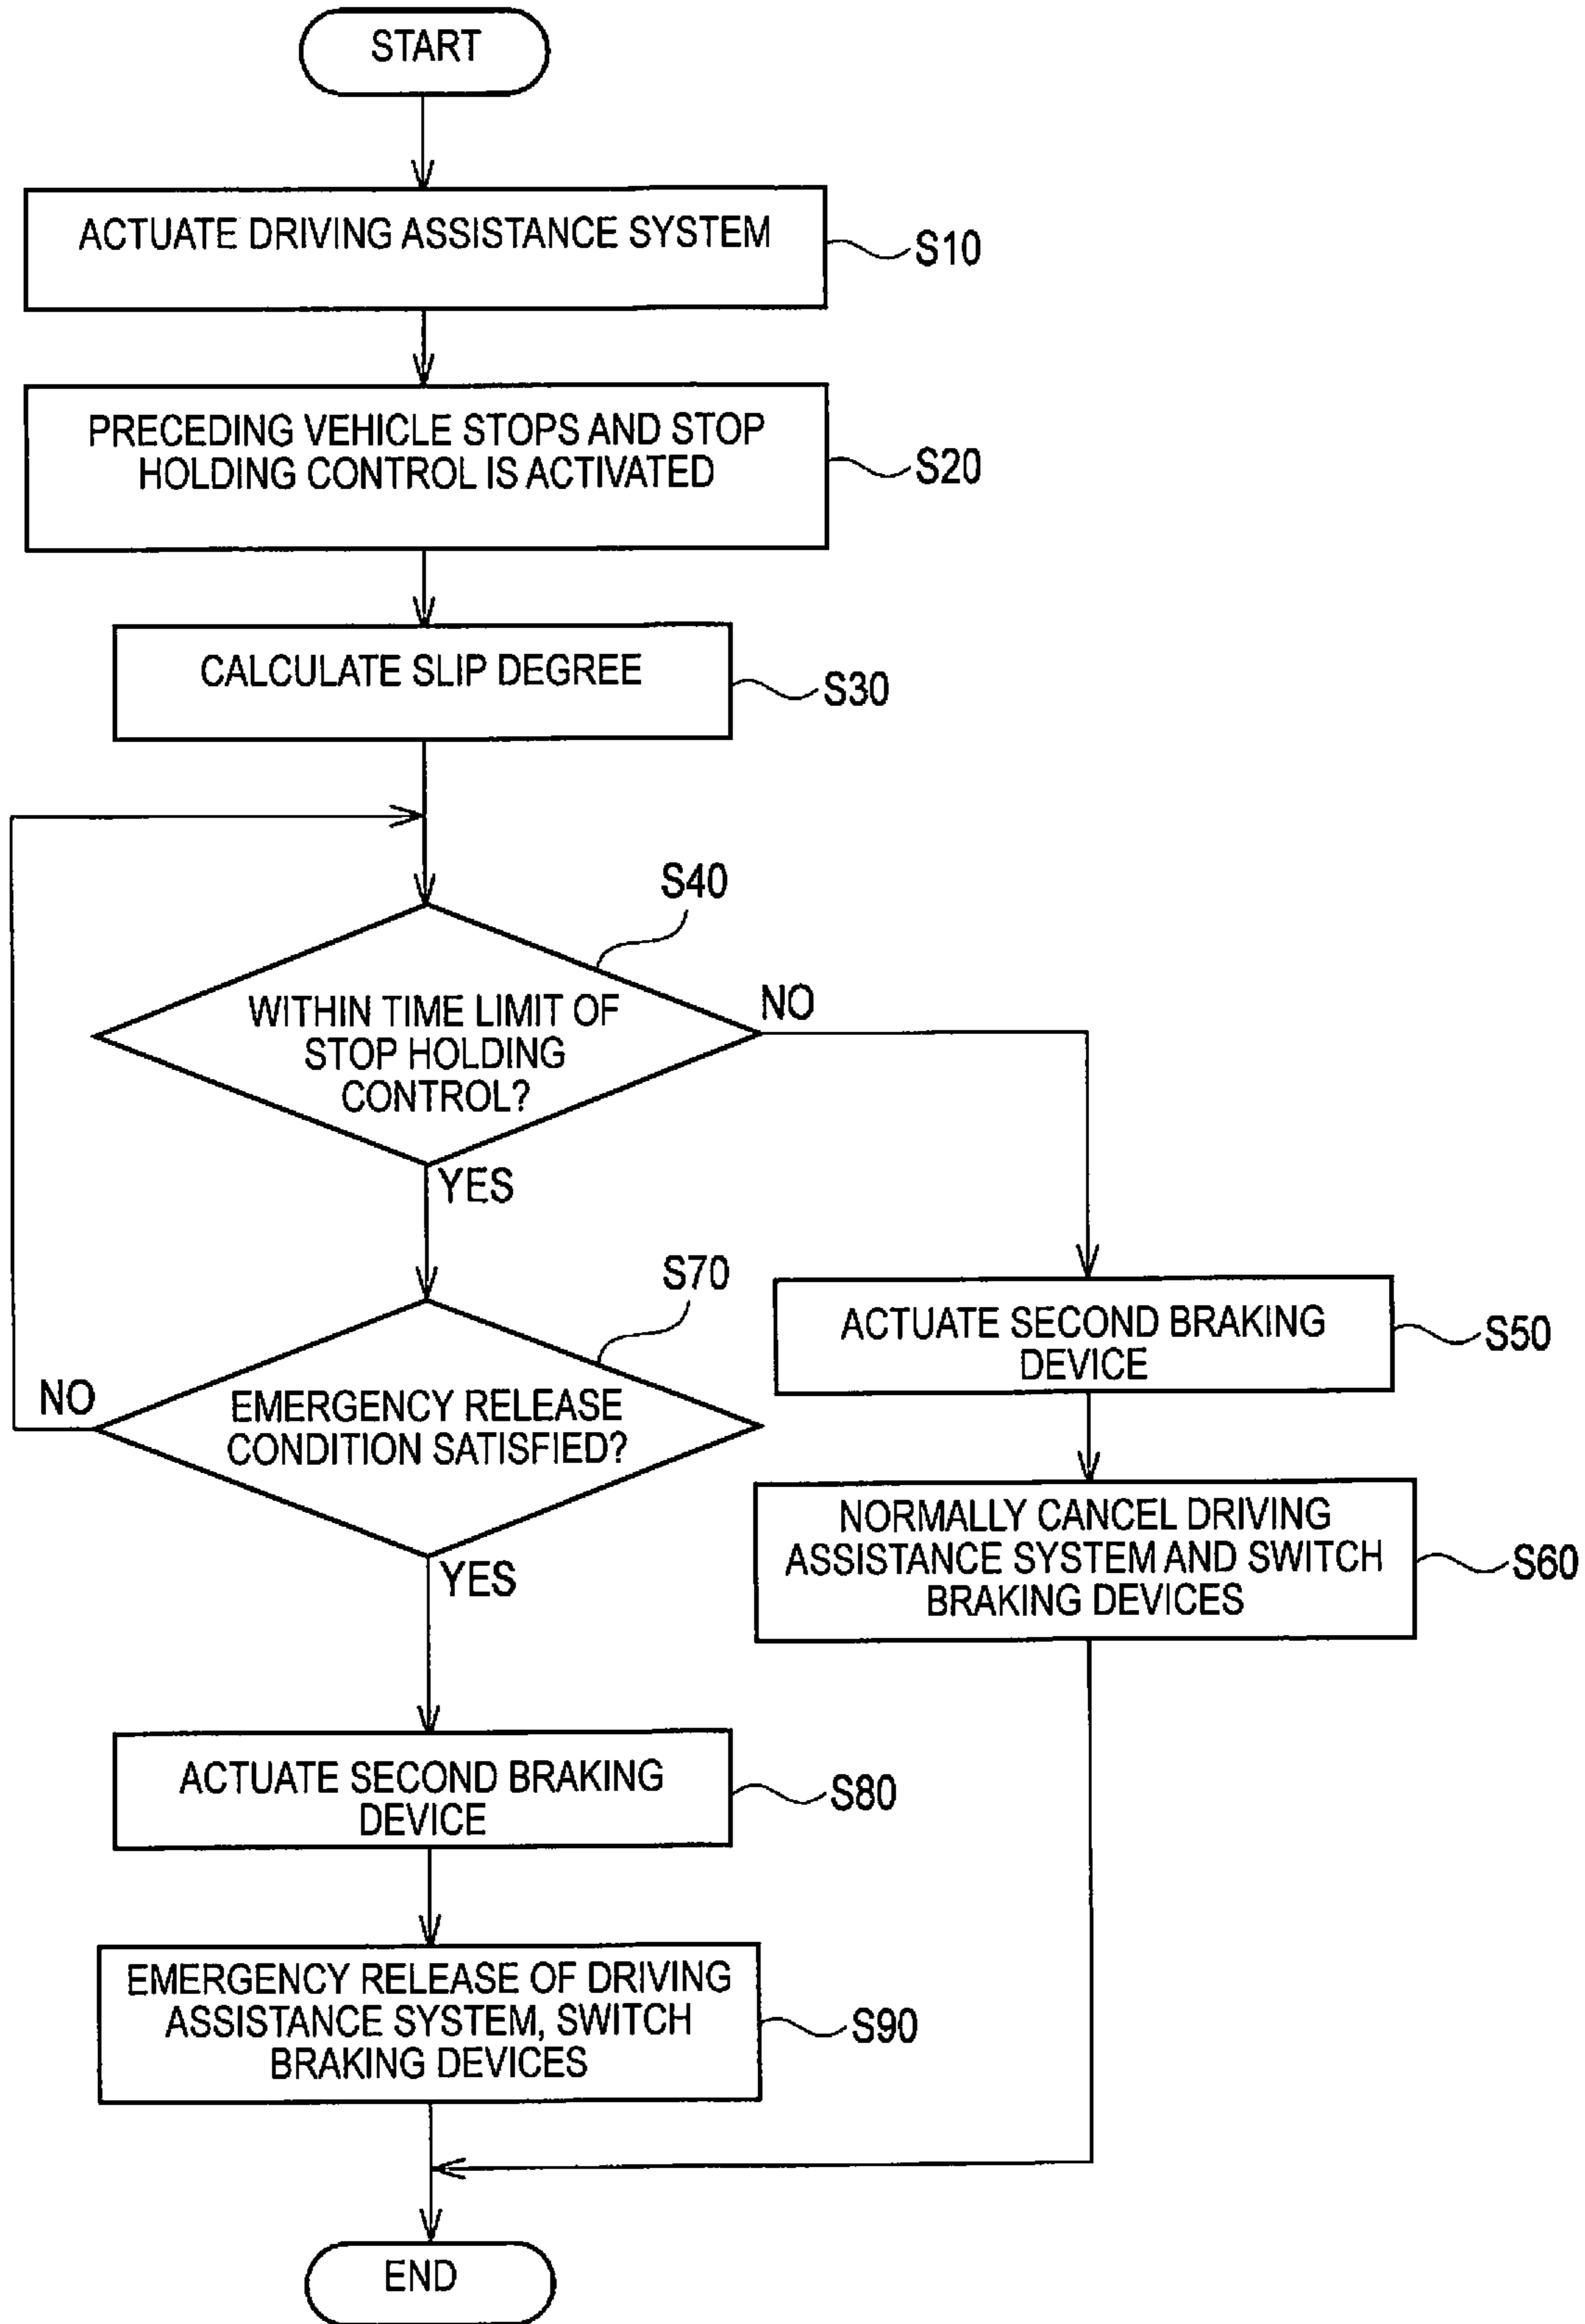 START
ACTUATE DRIVING ASSISTANCE SYSTEM
S10
PRECEDING VEHICLE STOPS AND STOP
HOLDING CONTROL IS ACTIVATED
S20
CALCULATE SLIP DEGREE
S30
S40
WITHIN TIME LIMIT OF
STOP HOLDING
CONTROL?
NO
YES
S70
EMERGENCY RELEASE
CONDITION SATISFIED?
NO
YES
ACTUATE SECOND BRAKING
DEVICE
S50
NORMALLY CANCEL DRIVING
ASSISTANCE SYSTEM AND SWITCH
BRAKING DEVICES
S60
ACTUATE SECOND BRAKING
DEVICE
S80
EMERGENCY RELEASE OF DRIVING
ASSISTANCE SYSTEM, SWITCH
BRAKING DEVICES
S90
END